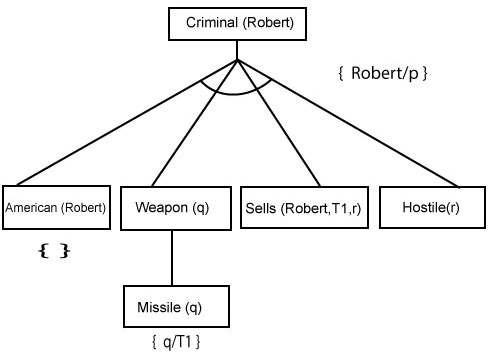 Criminal (Robert)
{ Robert/p }
American (Robert)
Weapon (q)
Sells (Robert,T1,r)
Hostile(r)
{ }
Missile (q)
{ q/T1 }